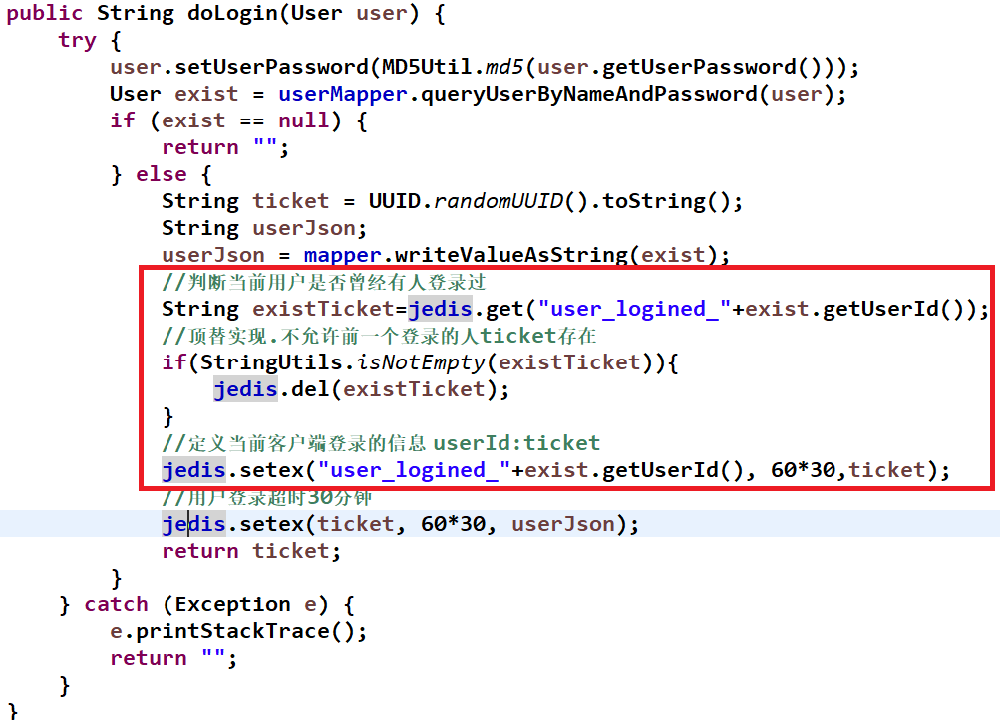 public String doLogin(User user) {
try {
user.setUserPassword(MD5Util.md5(user.getUserPassword()));
User exist = userMapper.queryUserByNameAndPassword(user);
if (exist == null) {
return "";
} else {
String ticket = UUID.randomUUID().toString();
String userJson;
userJson = mapper.writeValueAsString(exist);
//判断当前用户是否曾经有人登录过
String existTicket=jedis.get("user_logined_"+exist.getUserId());
//顶替实现.不允许前一个登录的人ticket存在
if(StringUtils.isNotEmpty(existTicket)){
jedis.del(existTicket);
}
//定义当前客户端登录的信息 userId:ticket
jedis.setex("user_logined_"+exist.getUserId(), 60*30,ticket);
//用户登录超时30分钟
jedis.setex(ticket, 60*30, userJson);
return ticket;
}
} catch (Exception e) {
e.printStackTrace();
return "";
}
}